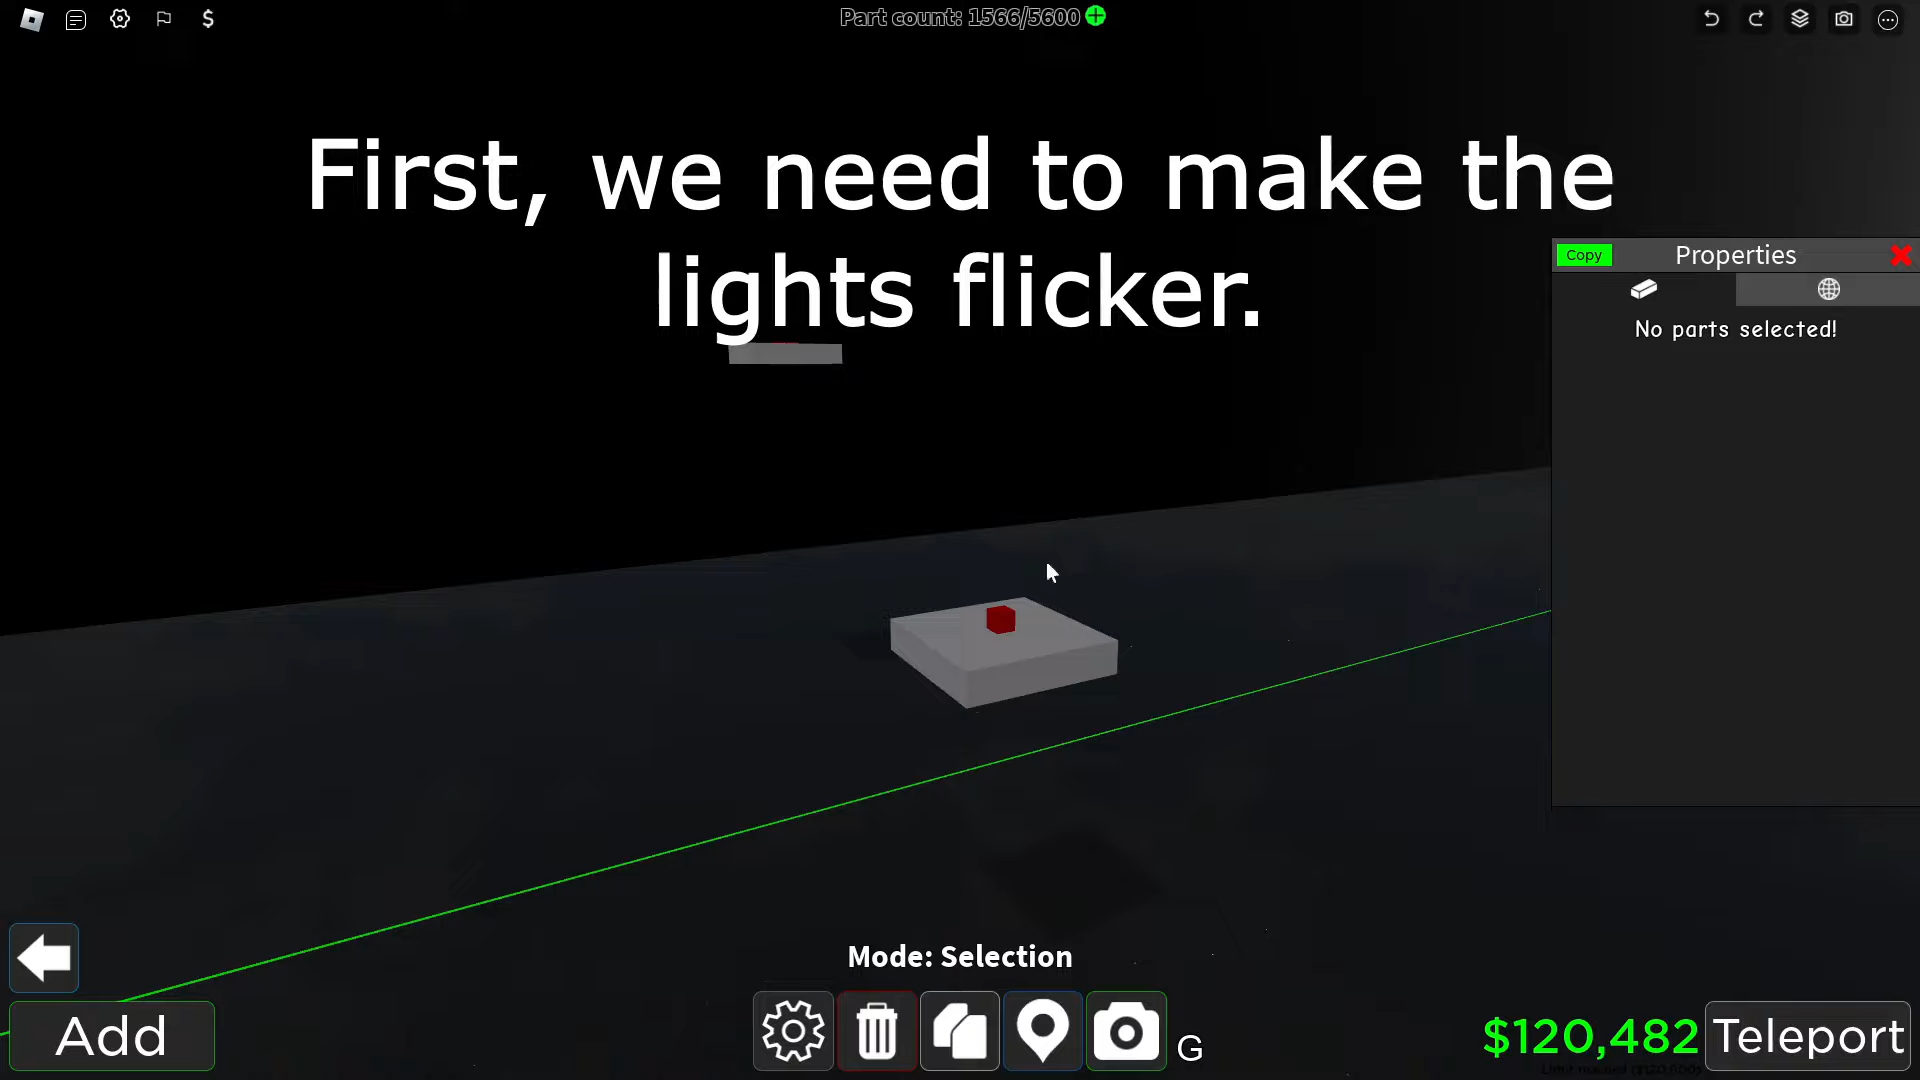 Part count: 1566/5600
First, we need to make the
lights flicker.
Copy
Properties
No parts selected!
Mode: Selection
Add
G
$120,482
Teleport